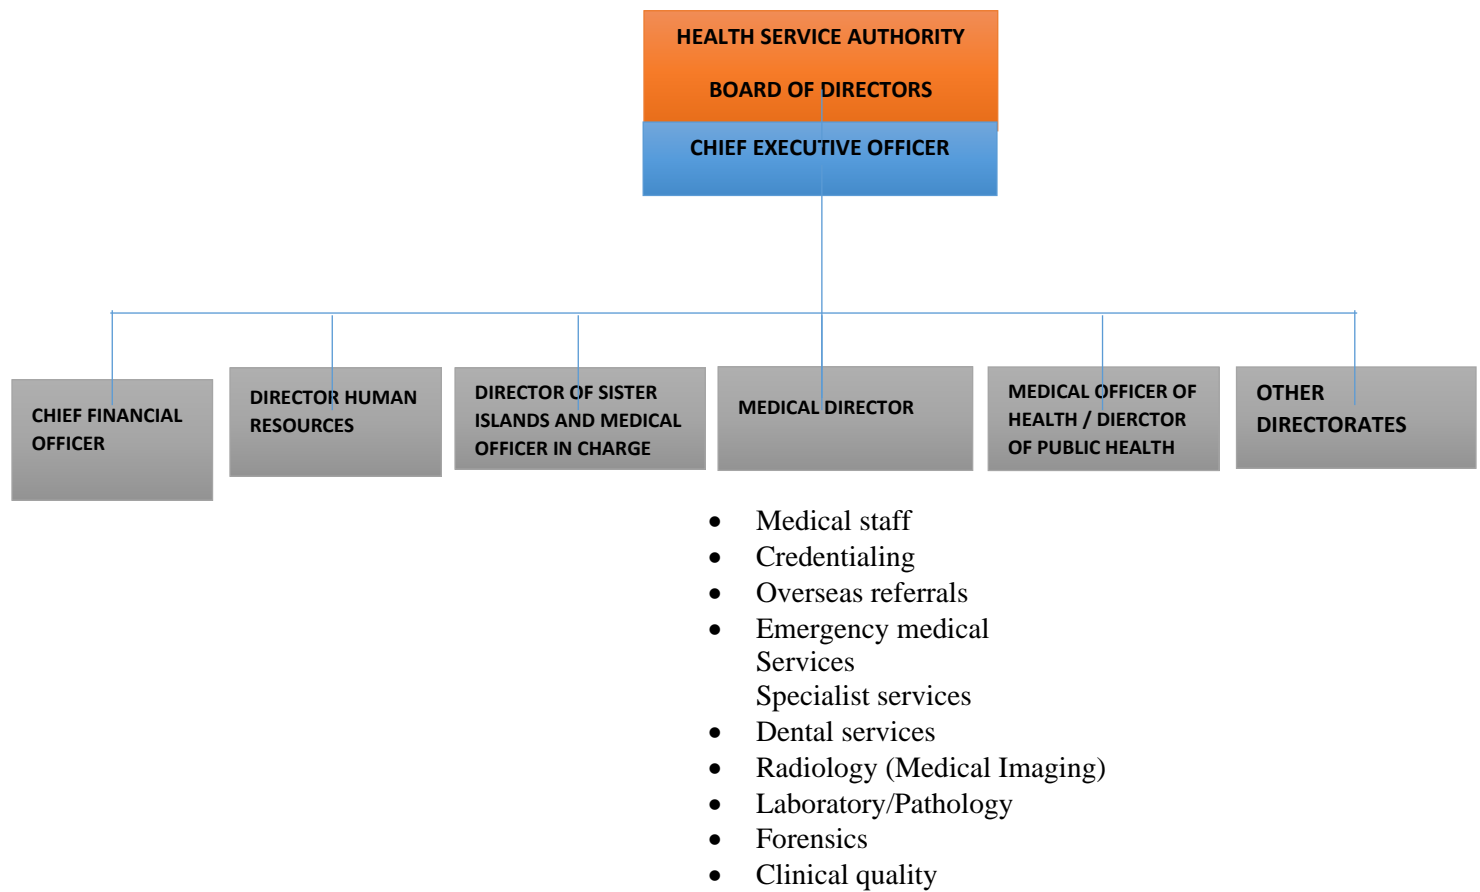 HEALTH SERVICE AUTHORITY
BOARD OF DIRECTORS
CHIEF EXECUTIVE OFFICER
CHIEF FINANCIAL
OFFICER
DIRECTOR HUMAN
RESOURCES
DIRECTOR OF SISTER
ISLANDS AND MEDICAL
OFFICER IN CHARGE
MEDICAL DIRECTOR
MEDICAL OFFICER OF
HEALTH / DIERCTOR
OF PUBLIC HEALTH
OTHER
DIRECTORATES
• Medical staff
• Credentialing
• Overseas referrals
• Emergency medical
Services
Specialist services
• Dental services
• Radiology (Medical Imaging)
• Laboratory/Pathology
• Forensics
• Clinical quality